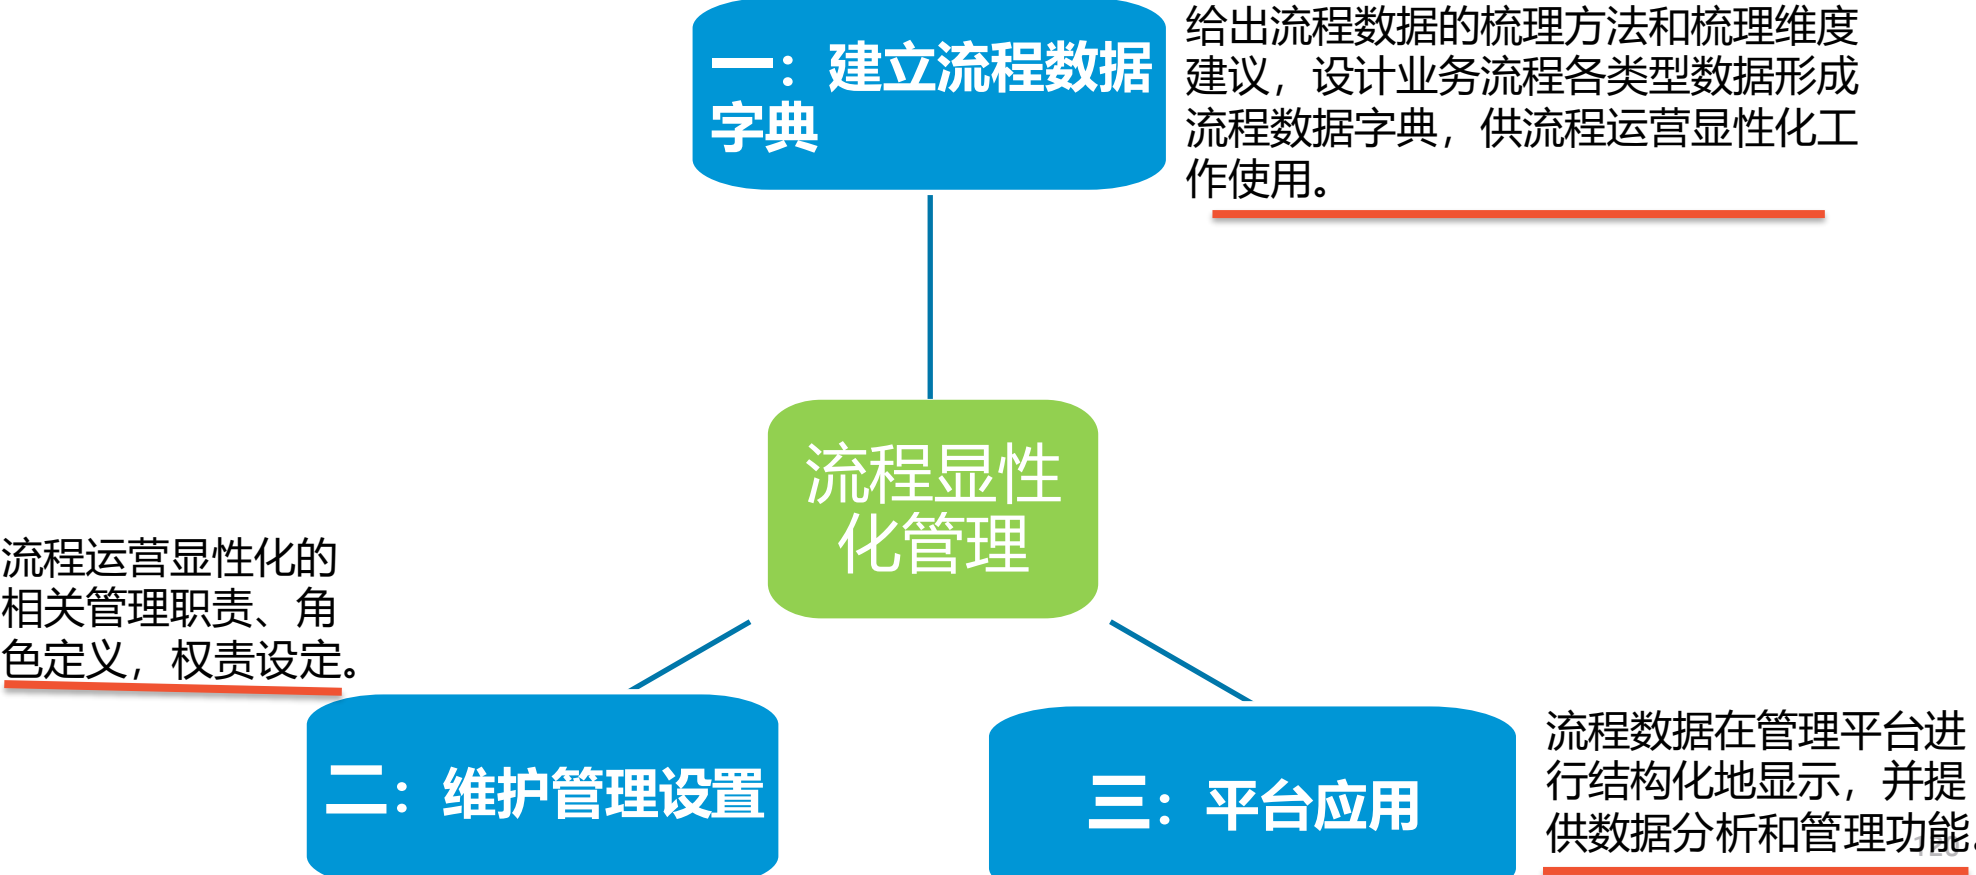 一：建立流程数据
字典
给出流程数据的梳理方法和梳理维度
建议，设计业务流程各类型数据形成
流程数据字典，供流程运营显性化工
作使用。
流程显性
化管理
流程运营显性化的
相关管理职责、角
色定义，权责设定。
二：维护管理设置
三：平台应用
流程数据在管理平台进
行结构化地显示，并提
供数据分析和管理功能.